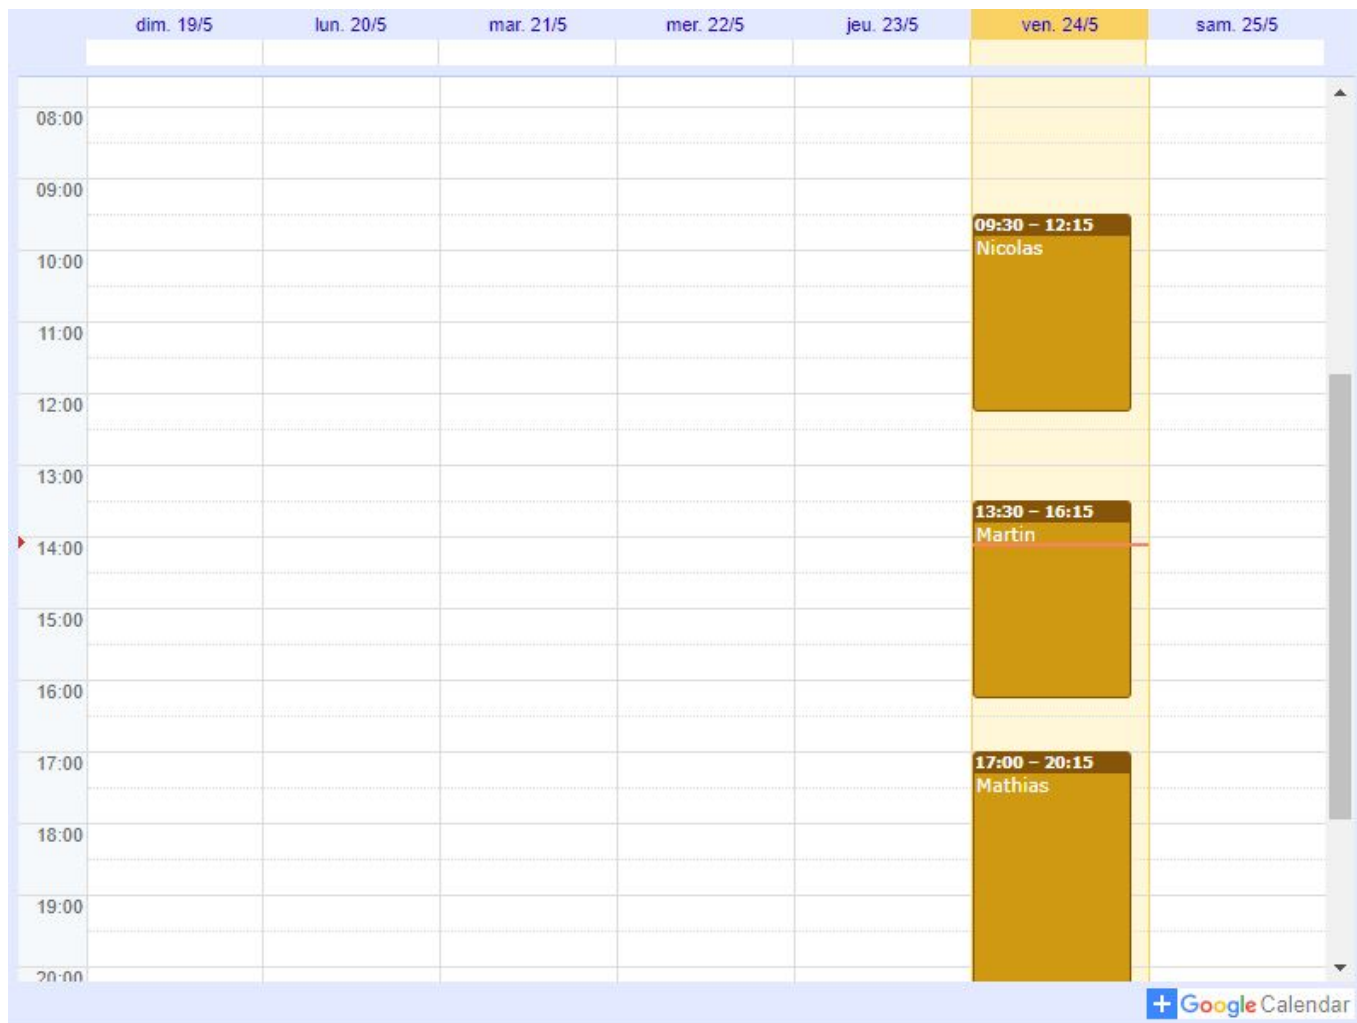 dim. 19/5 lun. 20/5 mar. 21/5 mer. 22/5 jeu. 23/5 ven. 24/5 sam. 25/5
08:00
09:00
09:30 – 12:15
Nicolas
10:00
11:00
12:00
13:00
13:30 – 16:15
Martin
14:00
15:00
16:00
17:00
17:00 – 20:15
Mathias
18:00
19:00
20:00
Google Calendar